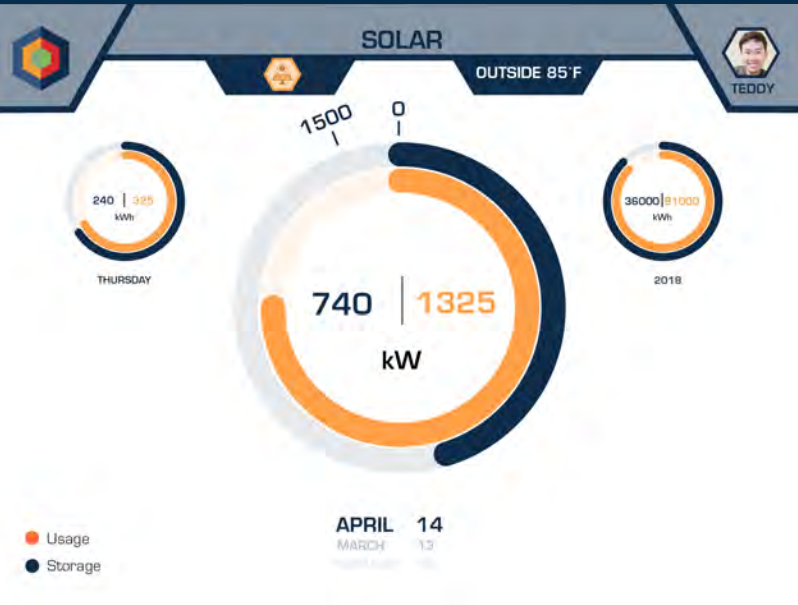 SOLAR
OUTSIDE 85°F
TEDDY
1500 0
240 | 325
kWh
THURSDAY
740 | 1325
kW
36000|81000
kWh
2018
APRIL 14
MARCH 13
Usage
Storage